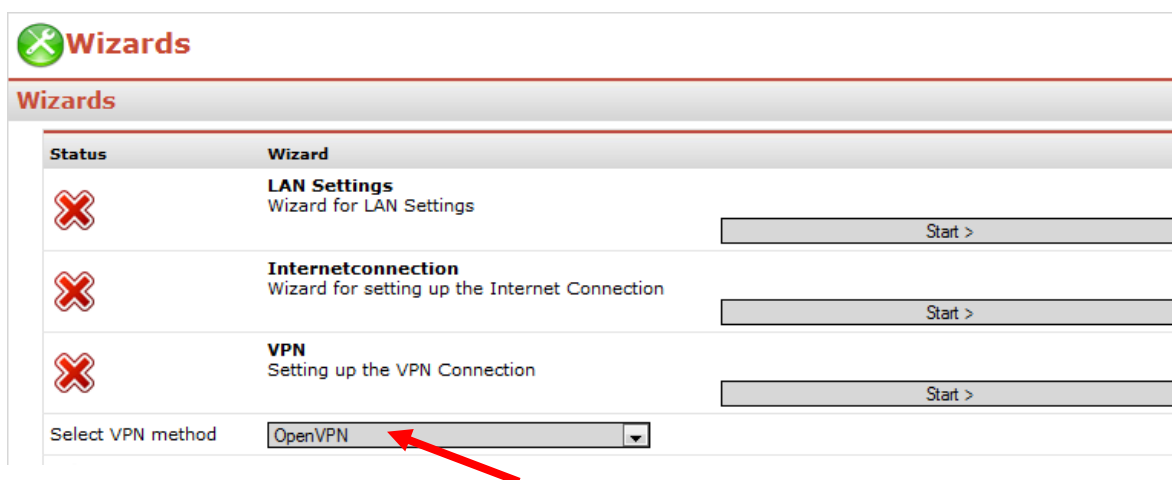 Wizards
Wizards
Status Wizard
LAN Settings
Wizard for LAN Settings
Start >
Internetconnection
Wizard for setting up the Internet Connection
Start >
VPN
Setting up the VPN Connection
Start >
Select VPN method OpenVPN